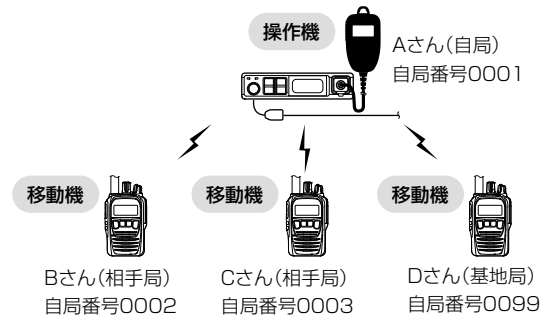 操作機
Aさん(自局)
自局番号0001
移動機
移動機
移動機
Bさん(相手局)
自局番号0002
Cさん(相手局)
自局番号0003
Dさん(基地局)
自局番号0099